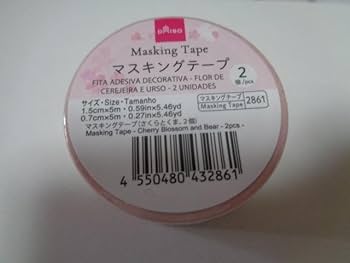 DAISO
Masking Tape
マスキングテープ
2
個/pcs
FITA ADESIVA DECORATIVA - FLOR DE
CEREJEIRA E URSO - 2 UNIDADES
サイズ・Size・Tamanho
1.5cm×5m・0.59in×5.46yd
0.7cm×5m・0.27in×5.46yd
マスキングテープ
Masking Tape
2861
マスキングテープ(さくらとくま、2個)
Masking Tape - Cherry Blossom and Bear - 2pcs -
4 550480 432861